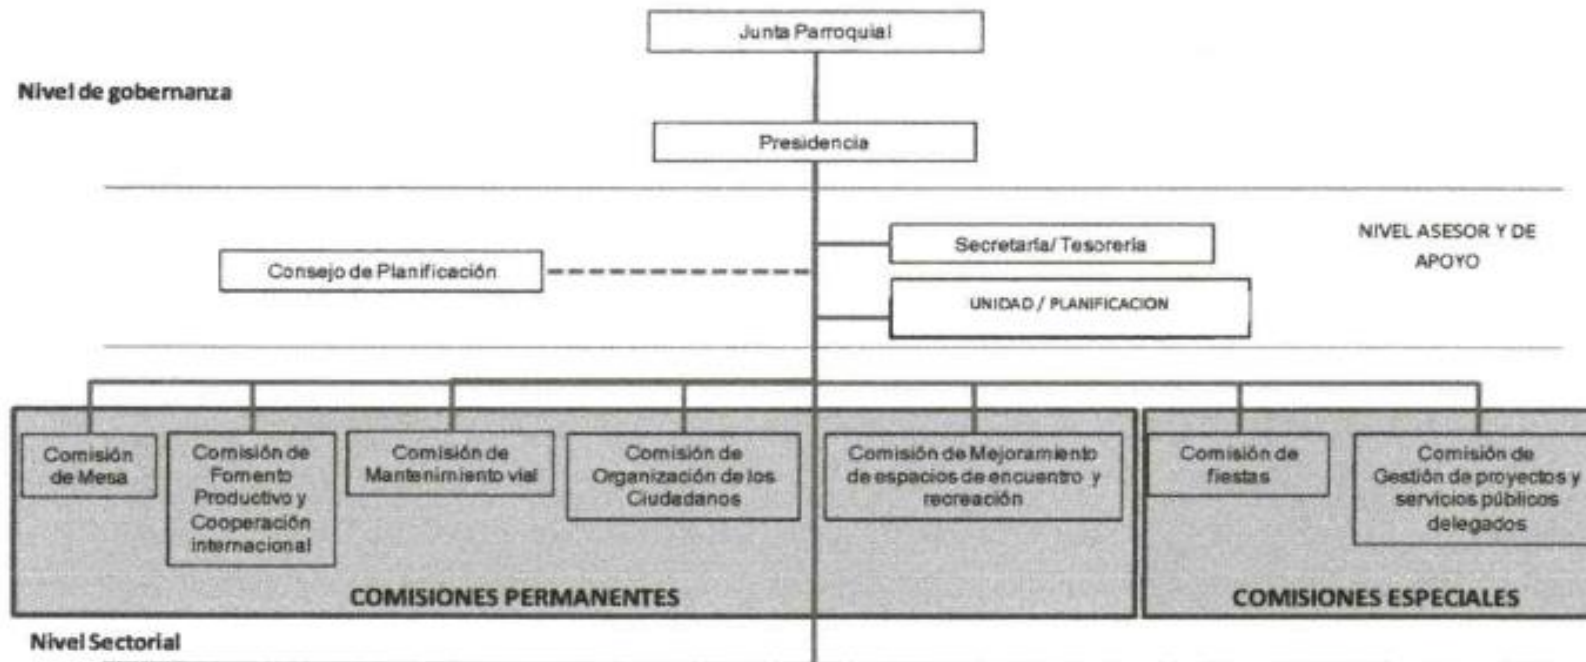 Junta Parroquial
Nivel de gobernanza
Presidencia
Secretaría/ Tesorería
NIVEL ASESOR Y DE
APOYO
Consejo de Planificación
UNIDAD / PLANIFICACION
Comisión
de Mesa
Comisión de
Fomento
Productivo y
Cooperación
internacional
Comisión de
Mantenimiento vial
Comisión de
Organización de los
Ciudadanos
Comisión de Mejoramiento
de espacios de encuentro y
recreación
Comisión de
fiestas
Comisión de
Gestión de proyectos y
servicios públicos
delegados
COMISIONES PERMANENTES
COMISIONES ESPECIALES
Nivel Sectorial